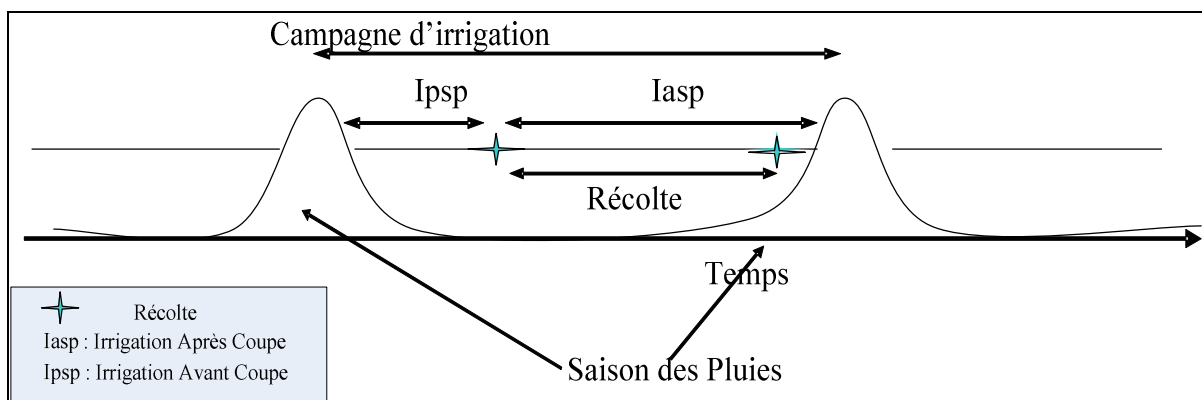 Campagne d'irrigation
Ipsp
Iasp
Récolte
Temps
Récolte
Iasp : Irrigation Après Coupe
Ipsp : Irrigation Avant Coupe
Saison des Pluies